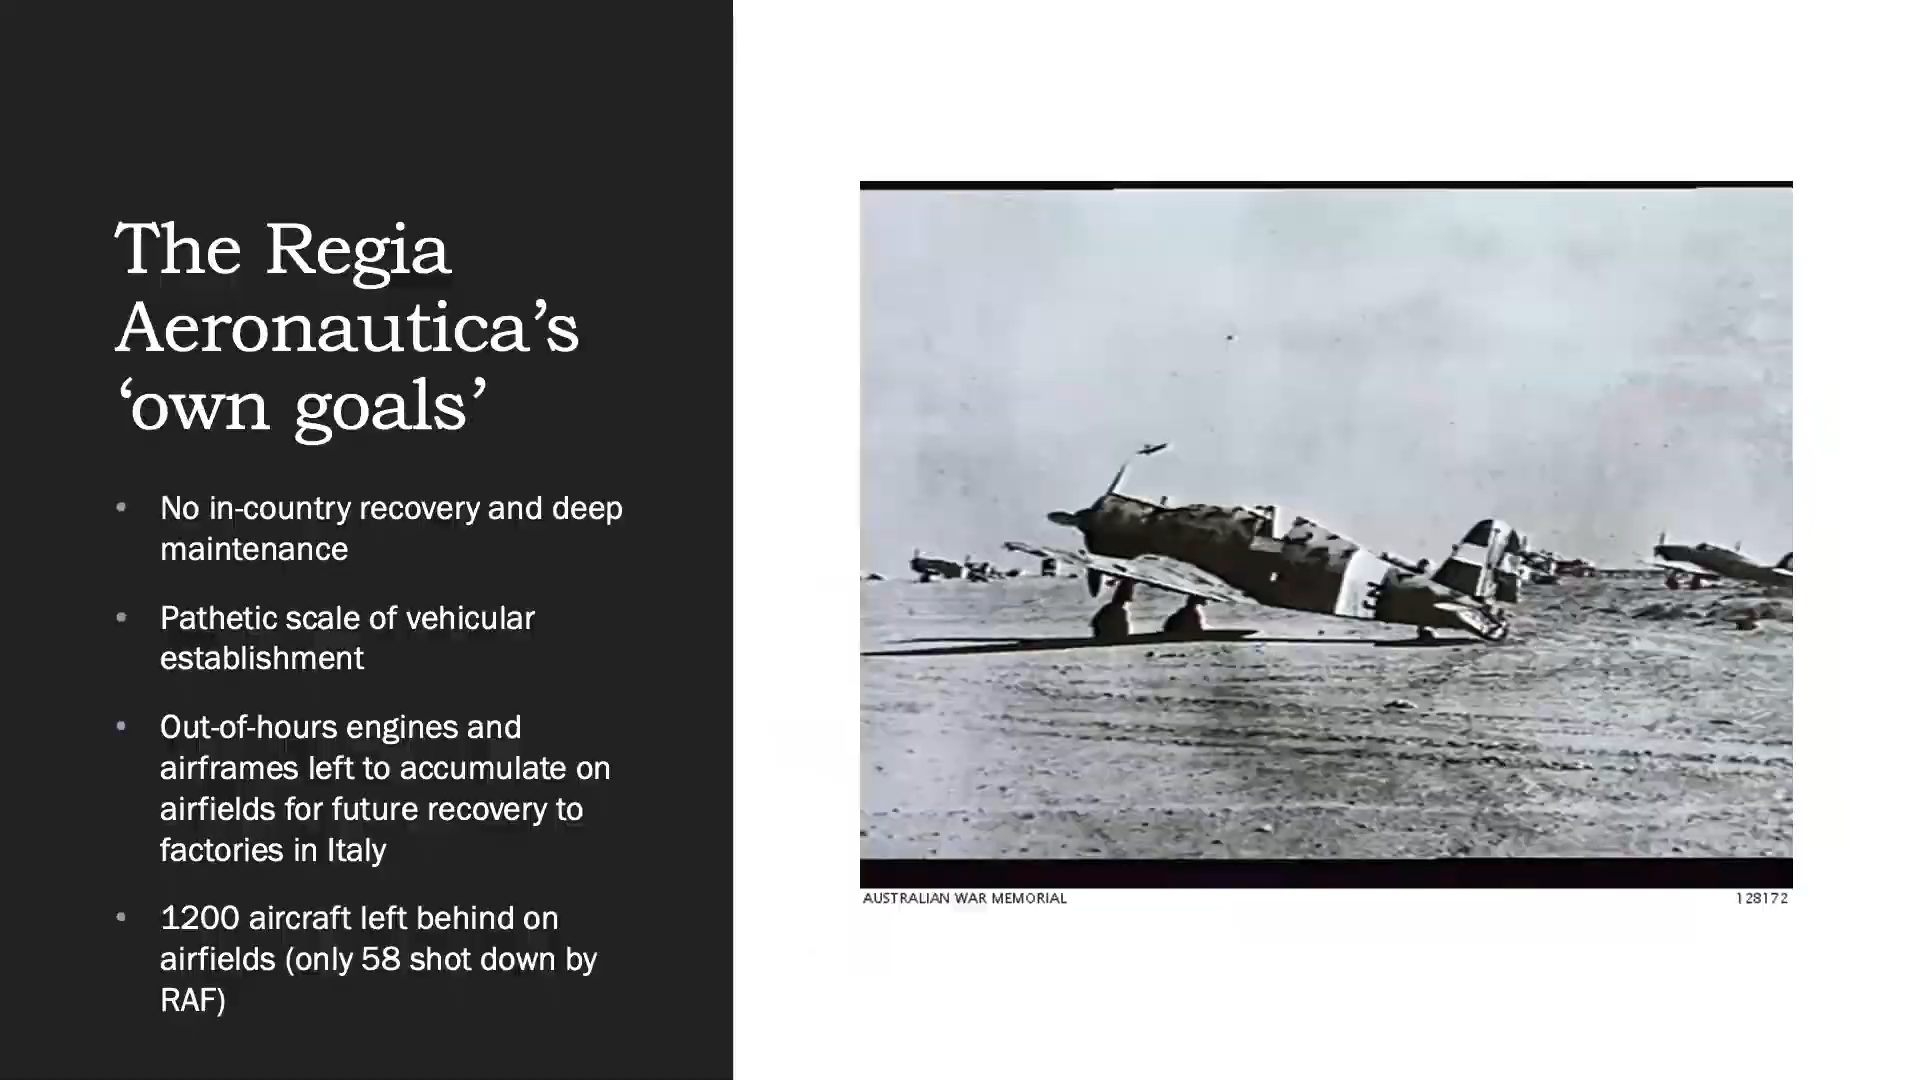 The Regia
Aeronautica’s
‘own goals’
• No in-country recovery and deep
maintenance
• Pathetic scale of vehicular
establishment
• Out-of-hours engines and
airframes left to accumulate on
airfields for future recovery to
factories in Italy
• 1200 aircraft left behind on
airfields (only 58 shot down by
RAF)
AUSTRALIAN WAR MEMORIAL
128172